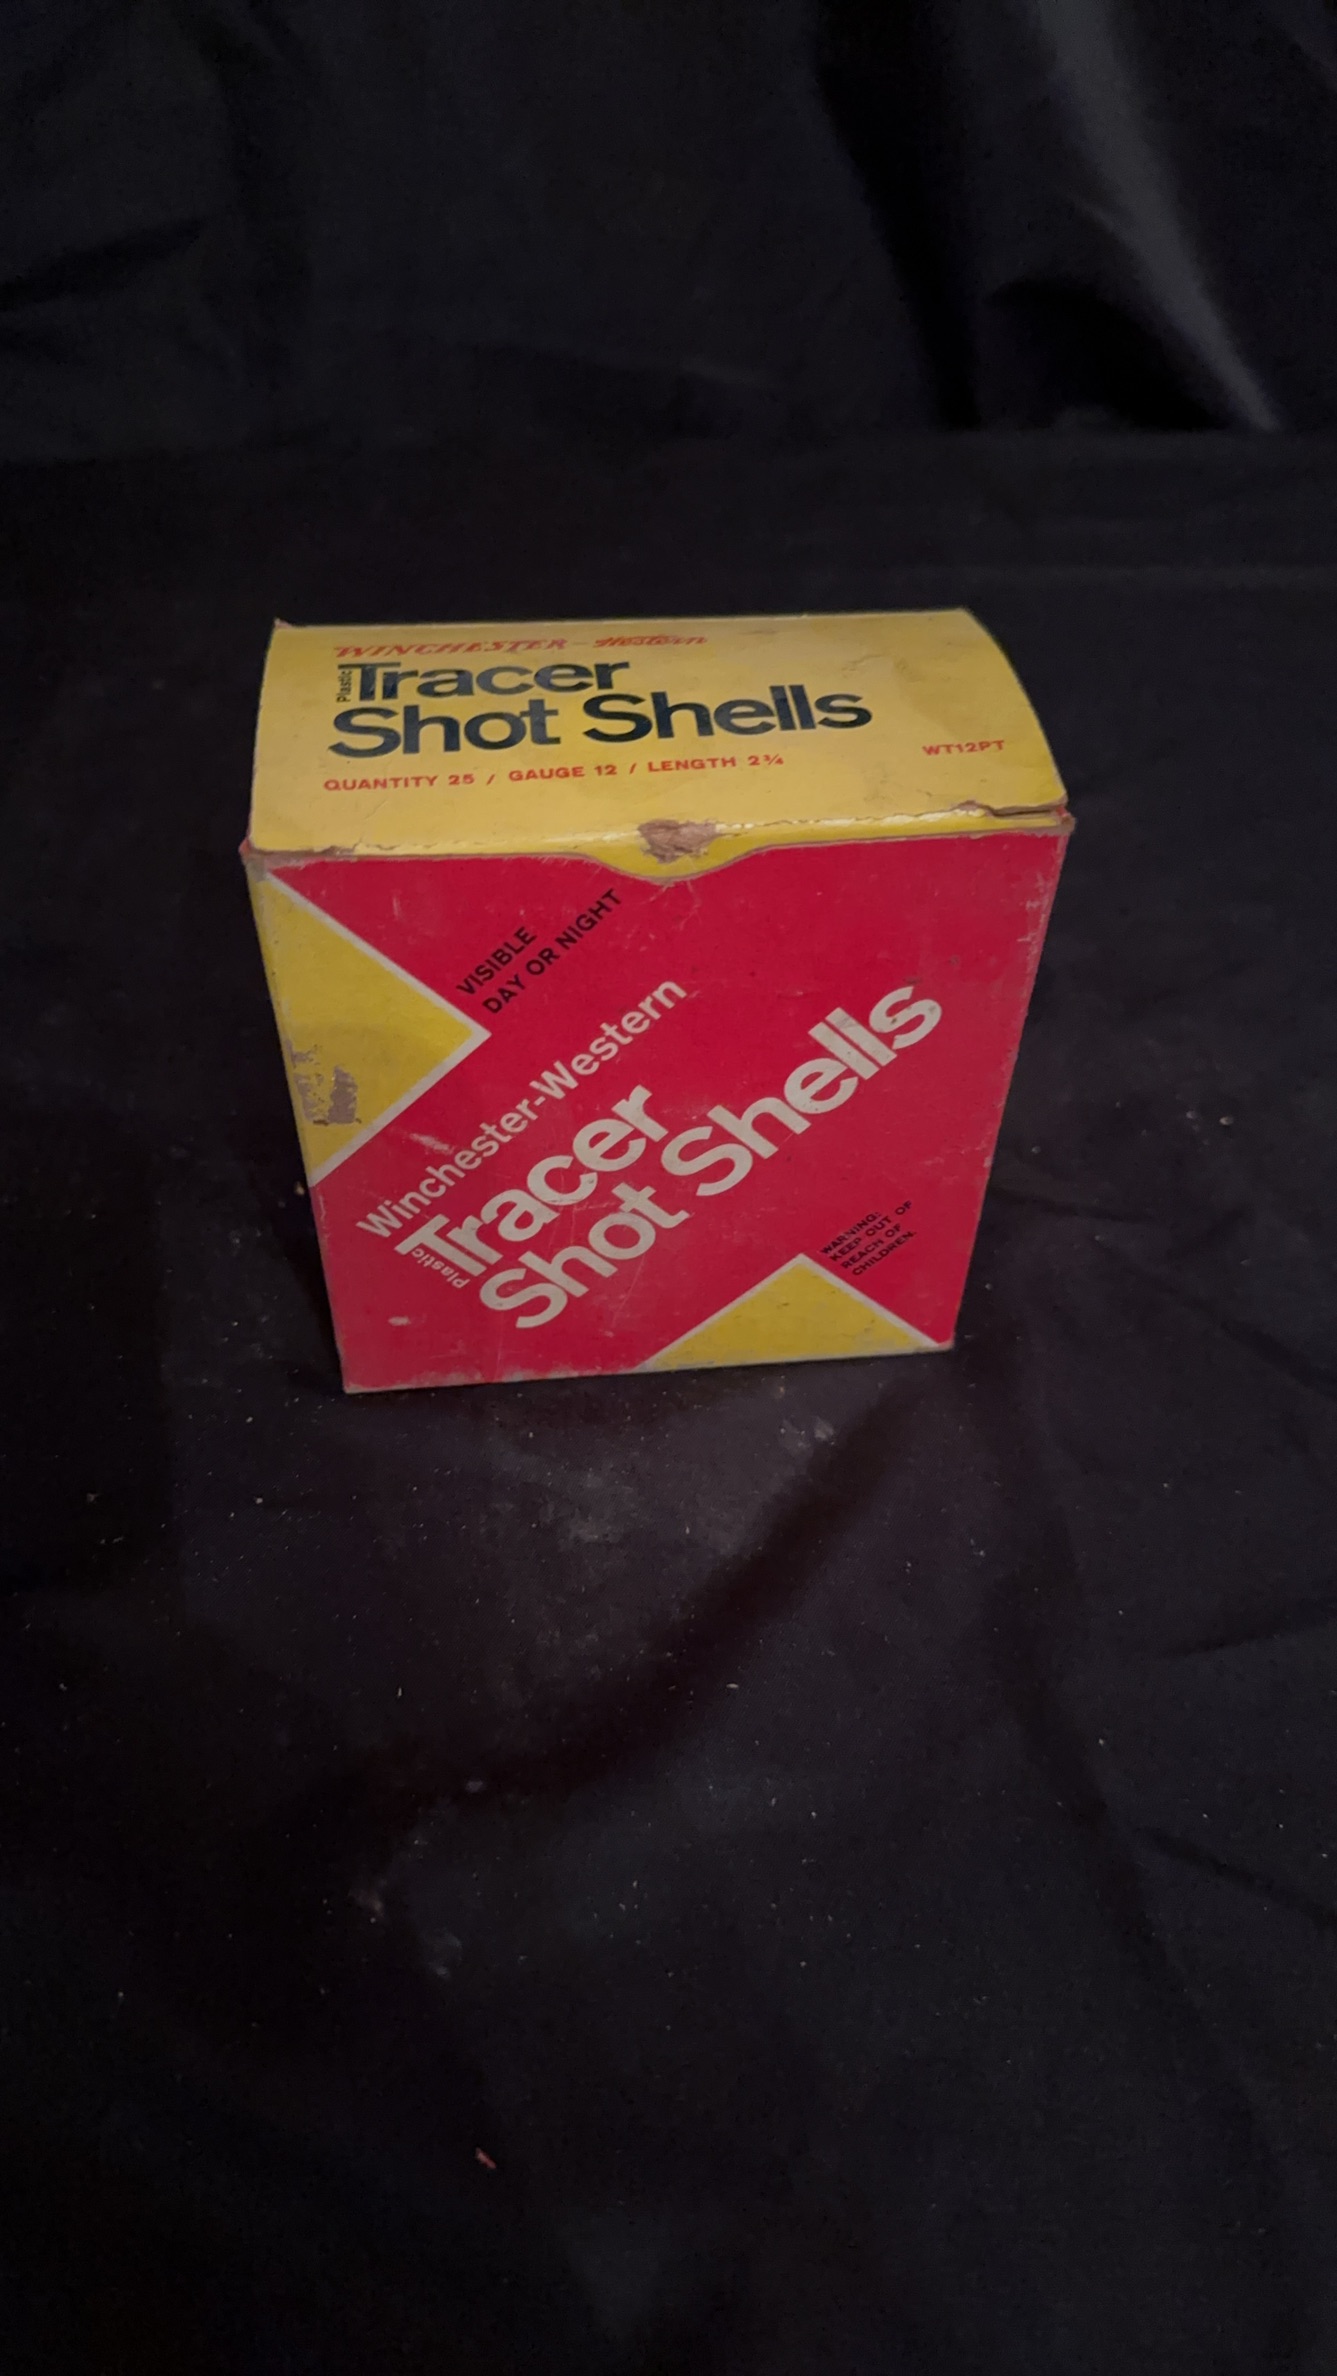 WINCHESTER - Western
Plastic Tracer
Shot Shells
QUANTITY 25 / GAUGE 12 / LENGTH 2¾
WT12PT
VISIBLE
DAY OR NIGHT
Winchester-Western
Plastic Tracer
Shot Shells
WARNING:
KEEP OUT OF
REACH OF
CHILDREN.